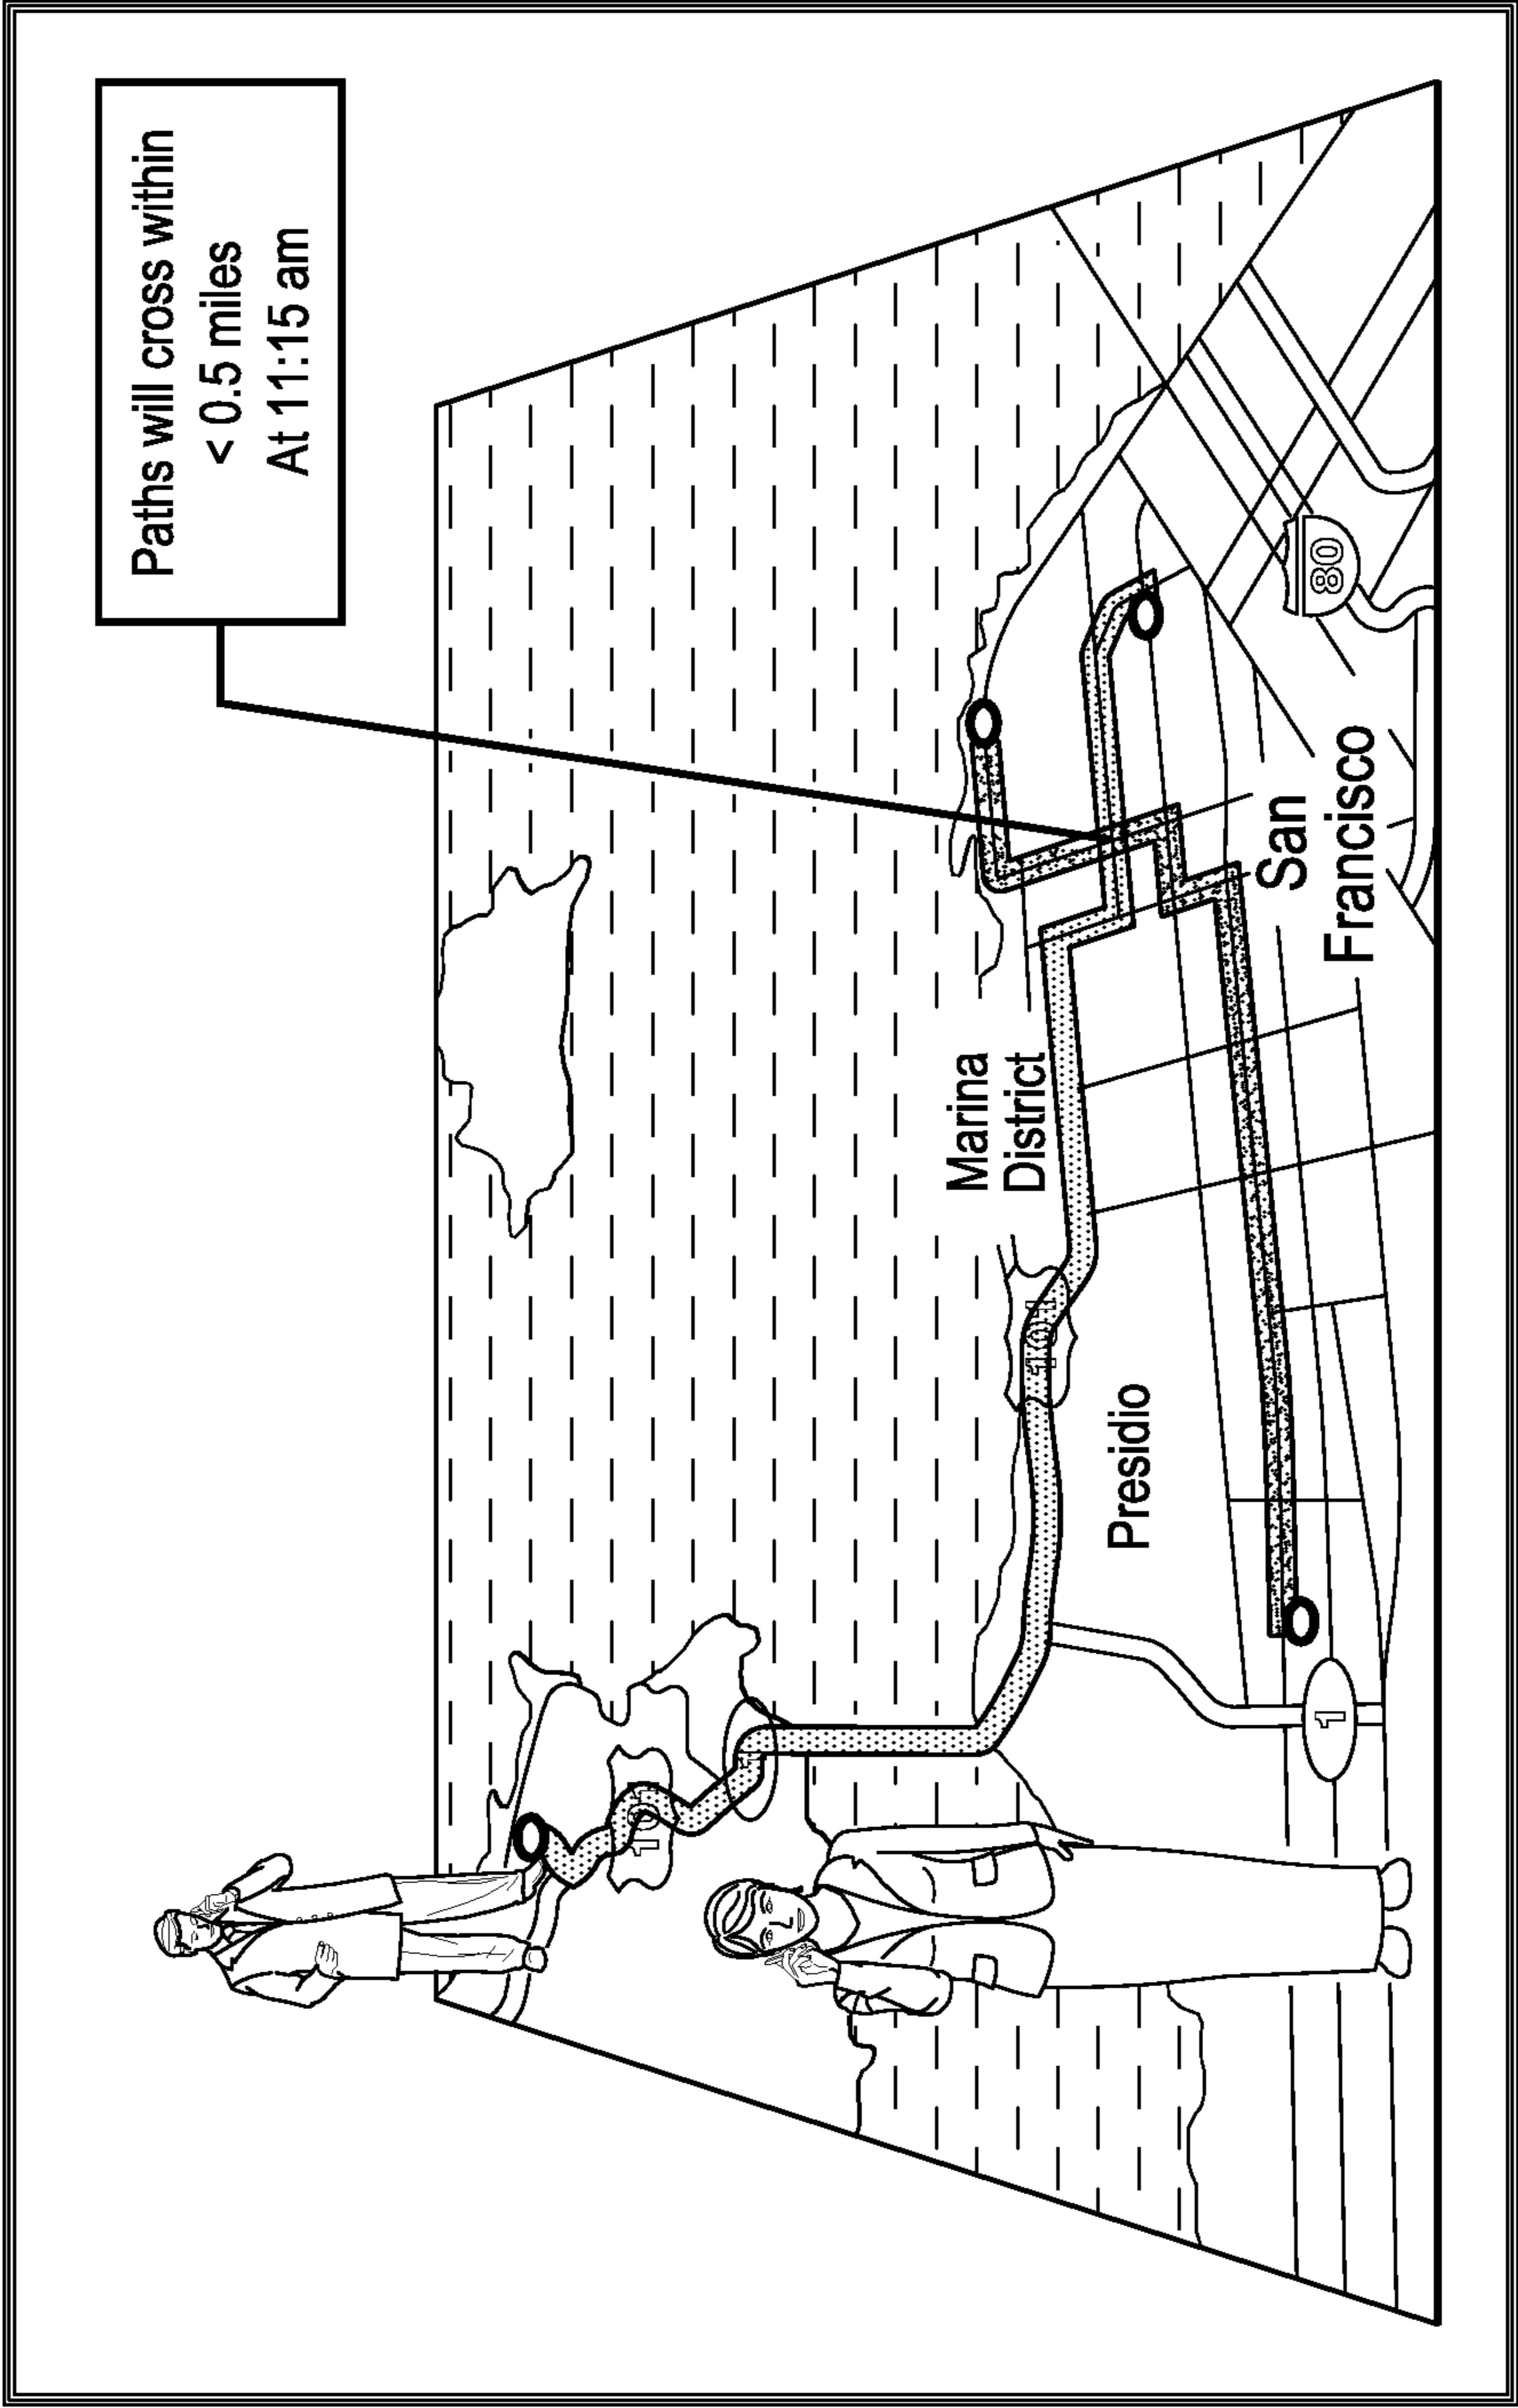 Paths will cross within
< 0.5 miles
At 11:15 am
101
Marina
District
101
Presidio
San
Francisco
80
1